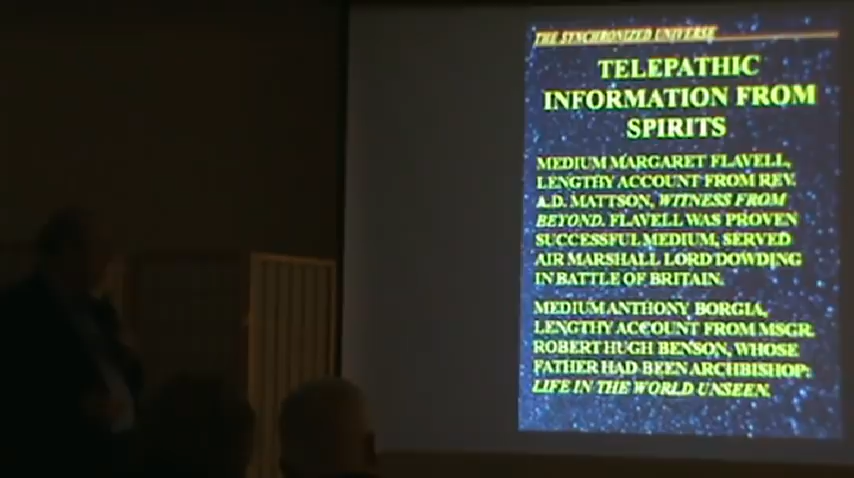 THE SYNCHRONIZED UNIVERSE
TELEPATHIC
INFORMATION FROM
SPIRITS
MEDIUM MARGARET FLAVELL,
LENGTHY ACCOUNT FROM REV.
A.D. MATTSON, WITNESS FROM
BEYOND. FLAVELL WAS PROVEN
SUCCESSFUL MEDIUM, SERVED
AIR MARSHALL LORD DOWDING
IN BATTLE OF BRITAIN.
MEDIUM ANTHONY BORGIA,
LENGTHY ACCOUNT FROM MSGR.
ROBERT HUGH BENSON, WHOSE
FATHER HAD BEEN ARCHBISHOP:
LIFE IN THE WORLD UNSEEN.